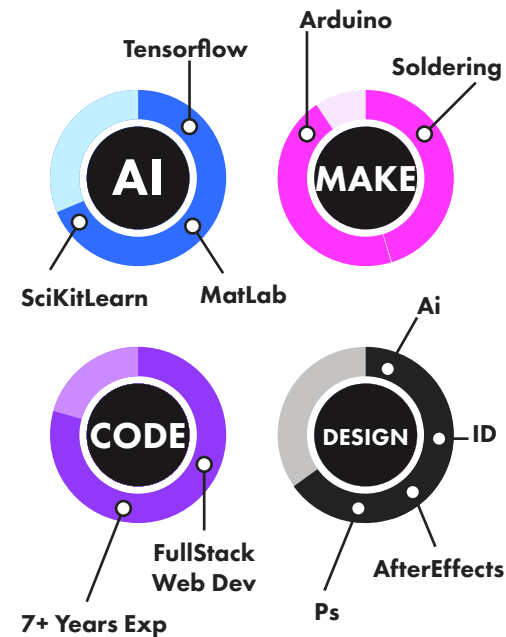 Arduino
Tensorflow
Soldering
AI
MAKE
SciKitLearn
MatLab
Ai
CODE
DESIGN
ID
FullStack
Web Dev
AfterEffects
Ps
7+ Years Exp